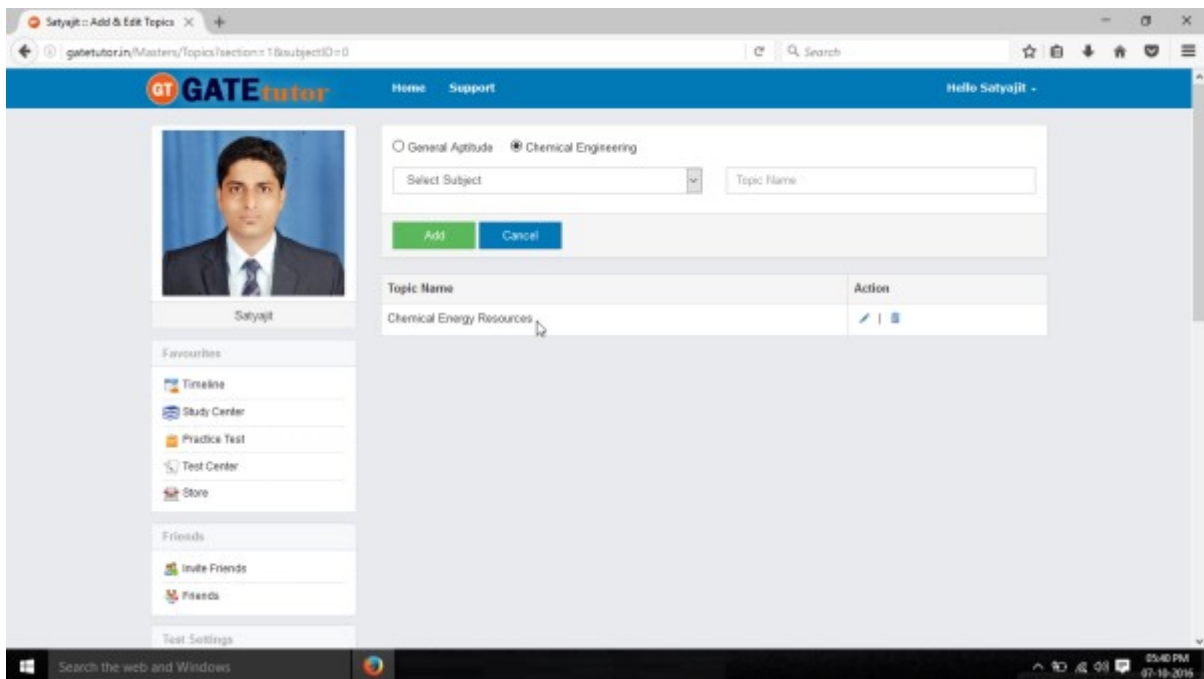 Satyajit :: Add & Edit Topics
gatetutor.in/Masters/Topics?section=1&subjectID=0
Search
GT GATEtutor
Home Support
Hello Satyajit
General Aptitude Chemical Engineering
Select Subject
Topic Name
Add Cancel
Topic Name Action
Chemical Energy Resources |
Satyajit
Favourites
Timeline
Study Center
Practice Test
Test Center
Store
Friends
Invite Friends
Friends
Test Settings
Search the web and Windows
05:40 PM
07-10-2016